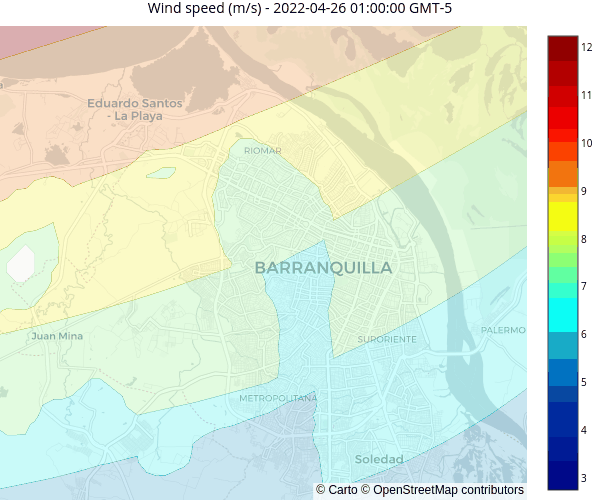 Wind speed (m/s) - 2022-04-26 01:00:00 GMT-5
12
11
10
9
8
7
6
5
4
3
Eduardo Santos
- La Playa
RIOMAR
BARRANQUILLA
Juan Mina
SURORIENTE
PALERMO
METROPOLITANA
Soledad
© Carto © OpenStreetMap contributors